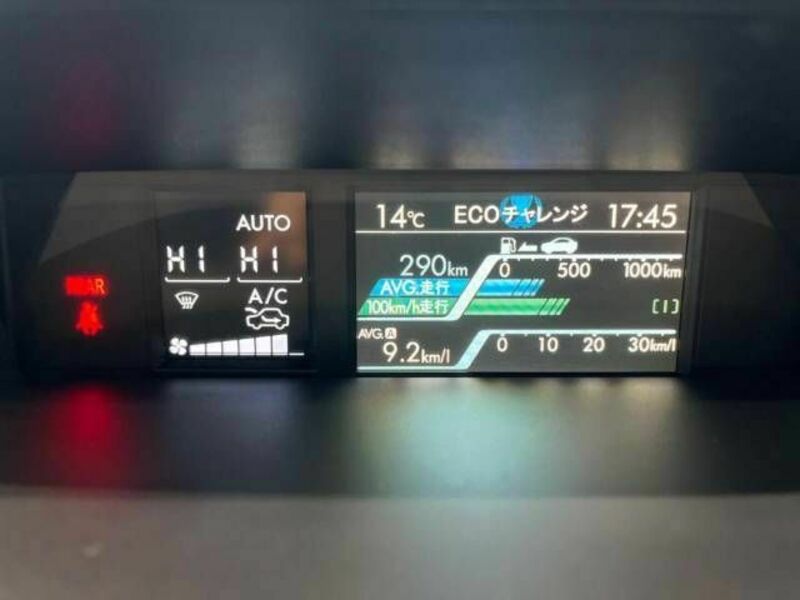 REAR
AUTO
HI HI
A/C
14℃ ECOチャレンジ 17:45
290km
0 500 1000km
AVG.走行
100km/h走行
[1]
AVG. A
9.2km/l
0 10 20 30km/l